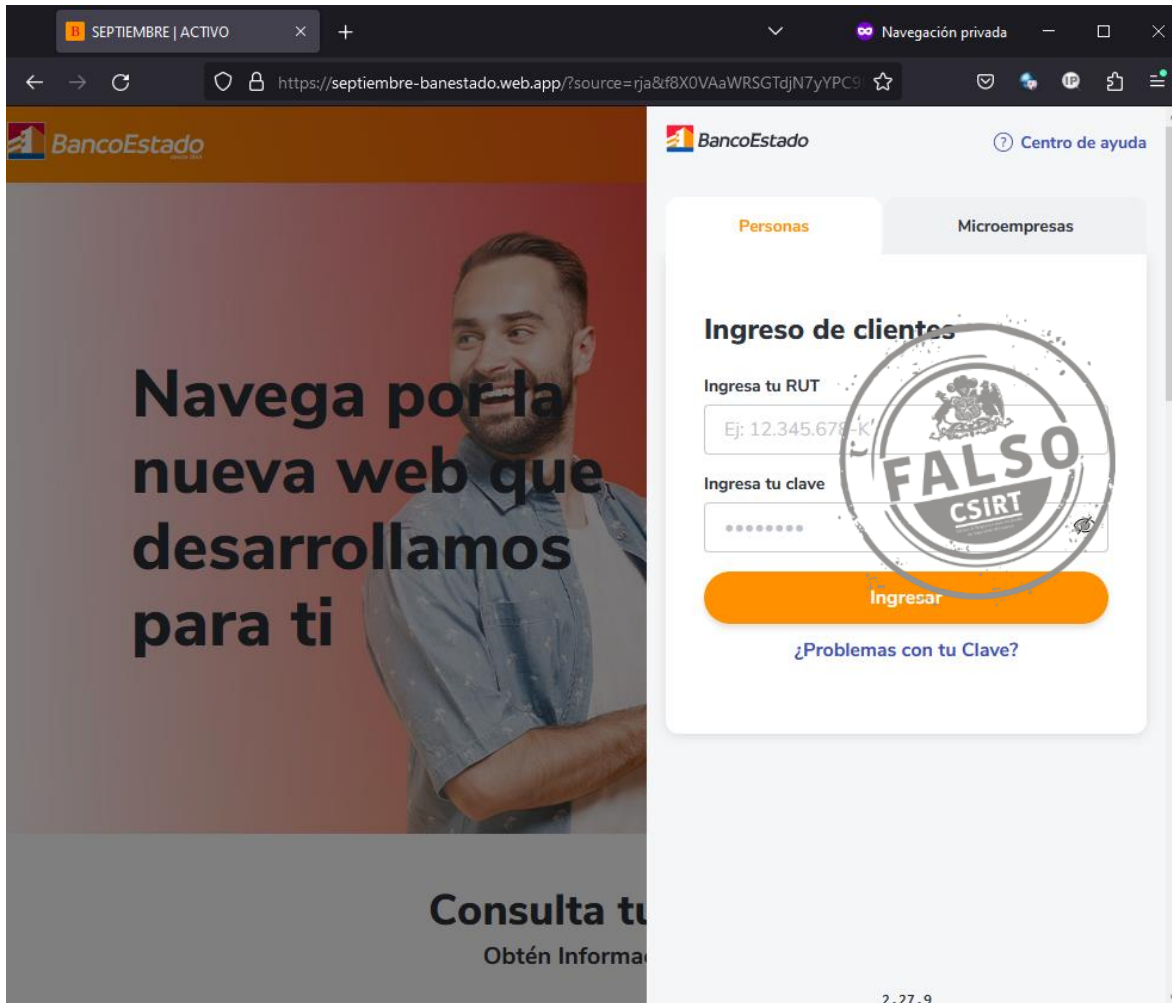 B SEPTIEMBRE | ACTIVO
Navegación privada
https://septiembre-banestado.web.app/?source=rja&f8X0VAaWRSGTdjN7yYPC9
IP
BancoEstado
BancoEstado
Centro de ayuda
Personas
Microempresas
Navega por la
nueva web que
desarrollamos
para ti
Ingreso de clientes
Ingresa tu RUT
Ej: 12.345.678-K
Ingresa tu clave
FALSO
CSIRT
Ingresar
¿Problemas con tu Clave?
Consulta tu
Obtén Informa
2.27.9